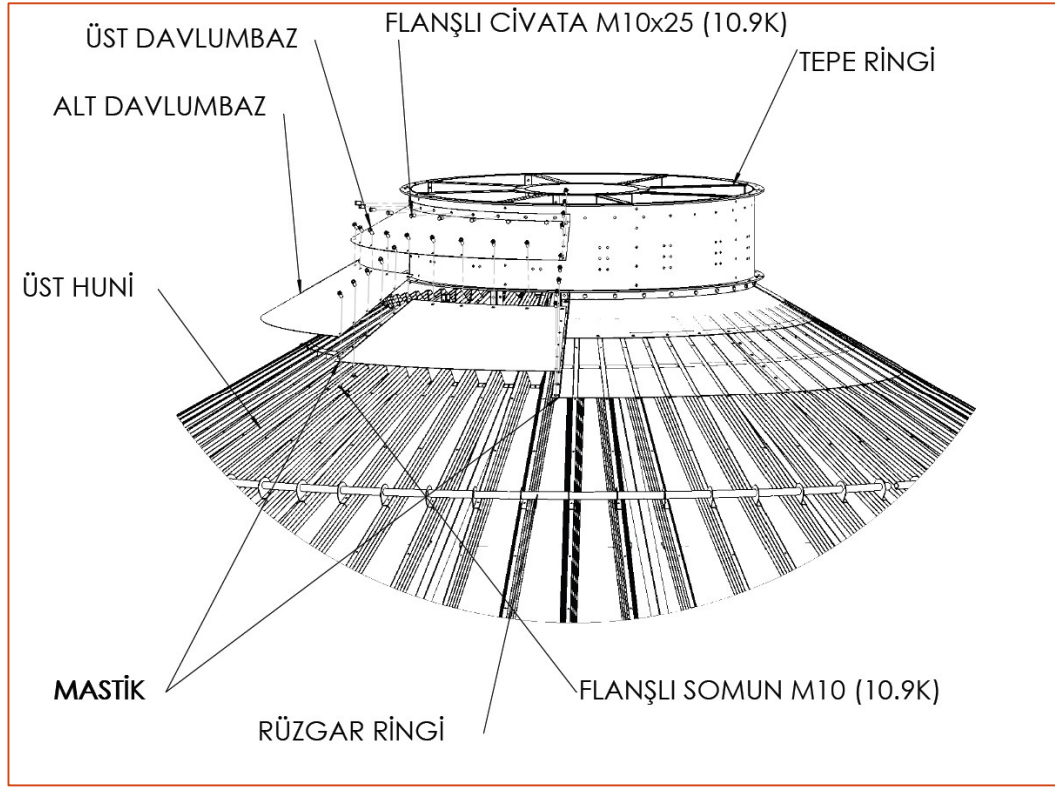 FLANŞLI CİVATA M10x25 (10.9K)
ÜST DAVLUMBAZ
TEPE RİNGİ
ALT DAVLUMBAZ
ÜST HUNİ
MASTİK
FLANŞLI SOMUN M10 (10.9K)
RÜZGAR RİNGİ